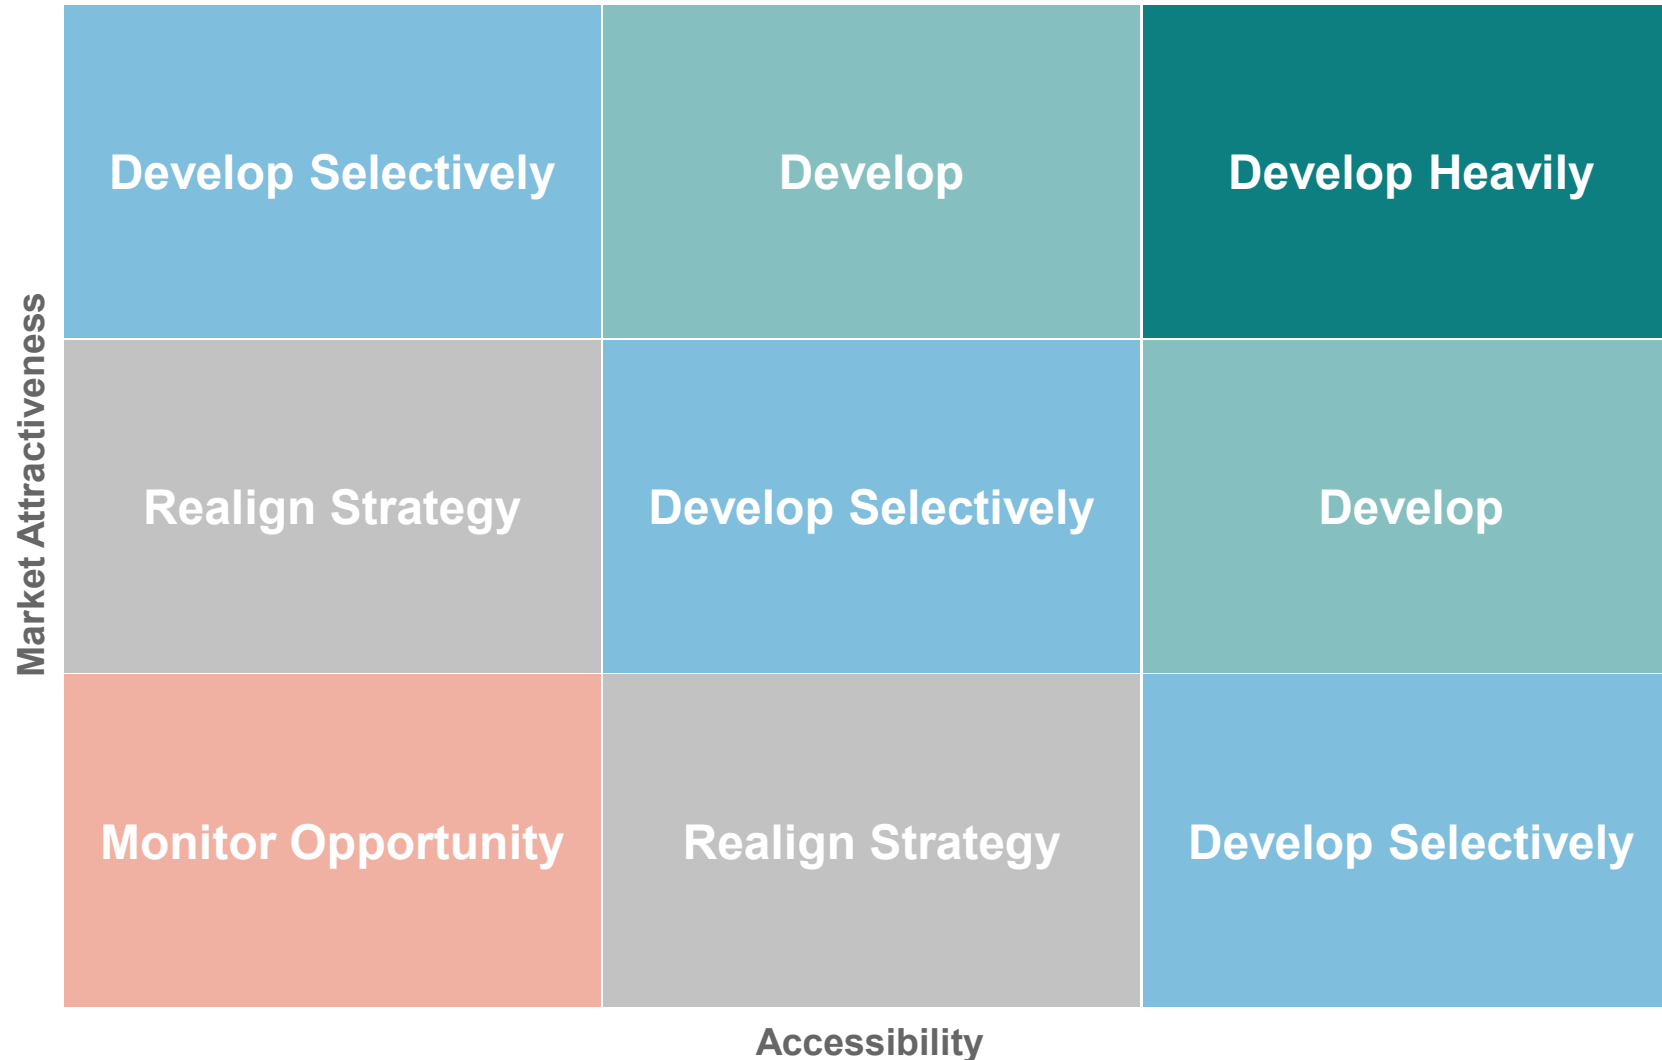 Develop Selectively
Develop
Develop Heavily
Market Attractiveness
Realign Strategy
Develop Selectively
Develop
Monitor Opportunity
Realign Strategy
Develop Selectively
Accessibility